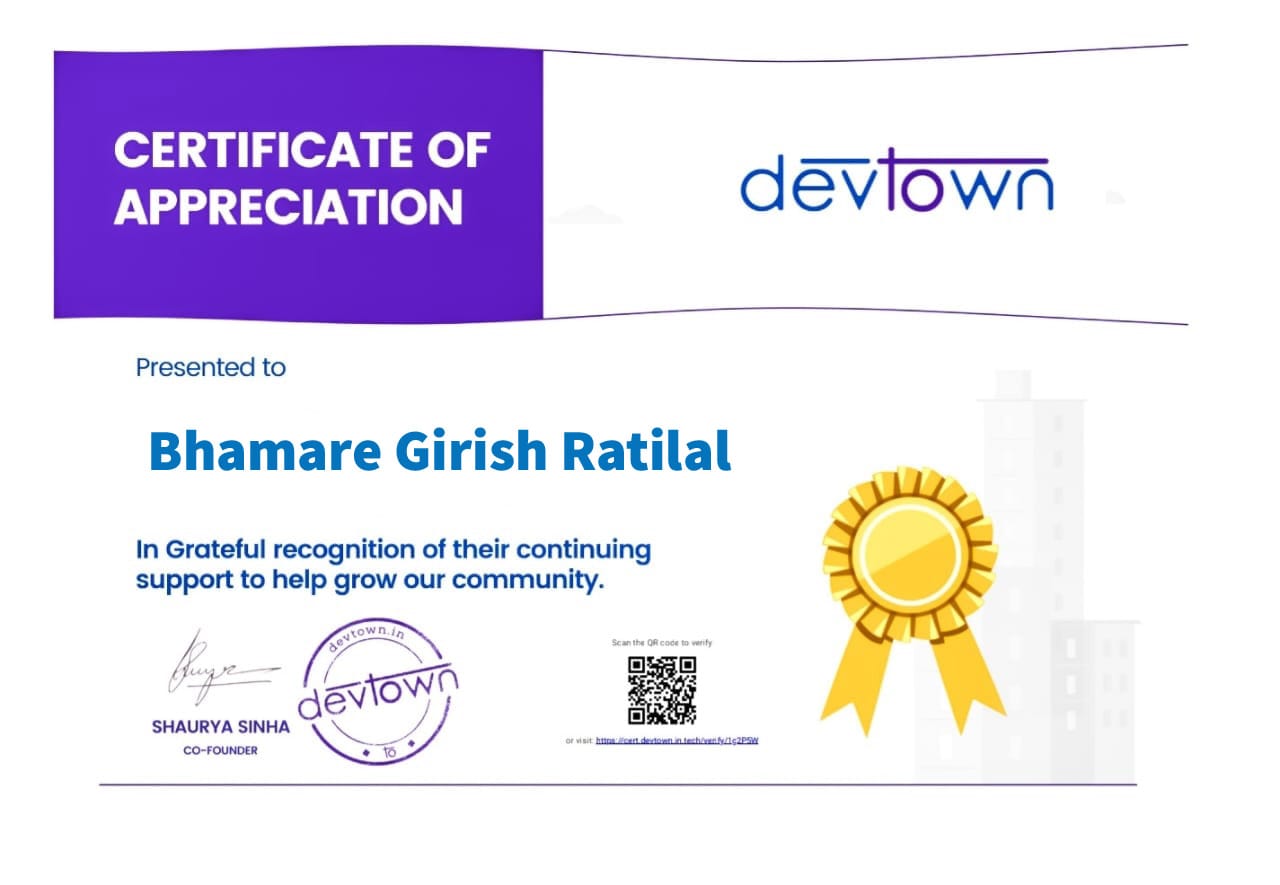 CERTIFICATE OF
APPRECIATION
devtown
Presented to
Bhamare Girish Ratilal
In Grateful recognition of their continuing
support to help grow our community.
devtown.in
devtown
SHAURYA SINHA
CO-FOUNDER
Scan the QR code to verify
or visit: https://cert.devtown.in.tech/verify/1g2P5W